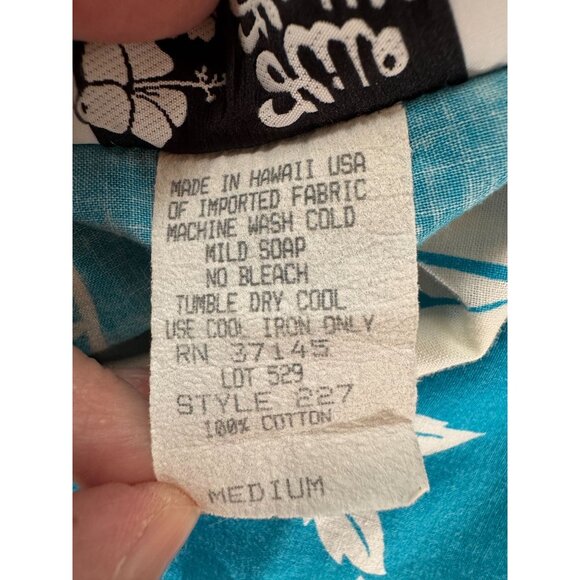 MADE IN HAWAII USA
OF IMPORTED FABRIC
MACHINE WASH COLD
MILD SOAP
NO BLEACH
TUMBLE DRY COOL
USE COOL IRON ONLY
RN 37145
LOT 529
STYLE 227
100% COTTON
MEDIUM